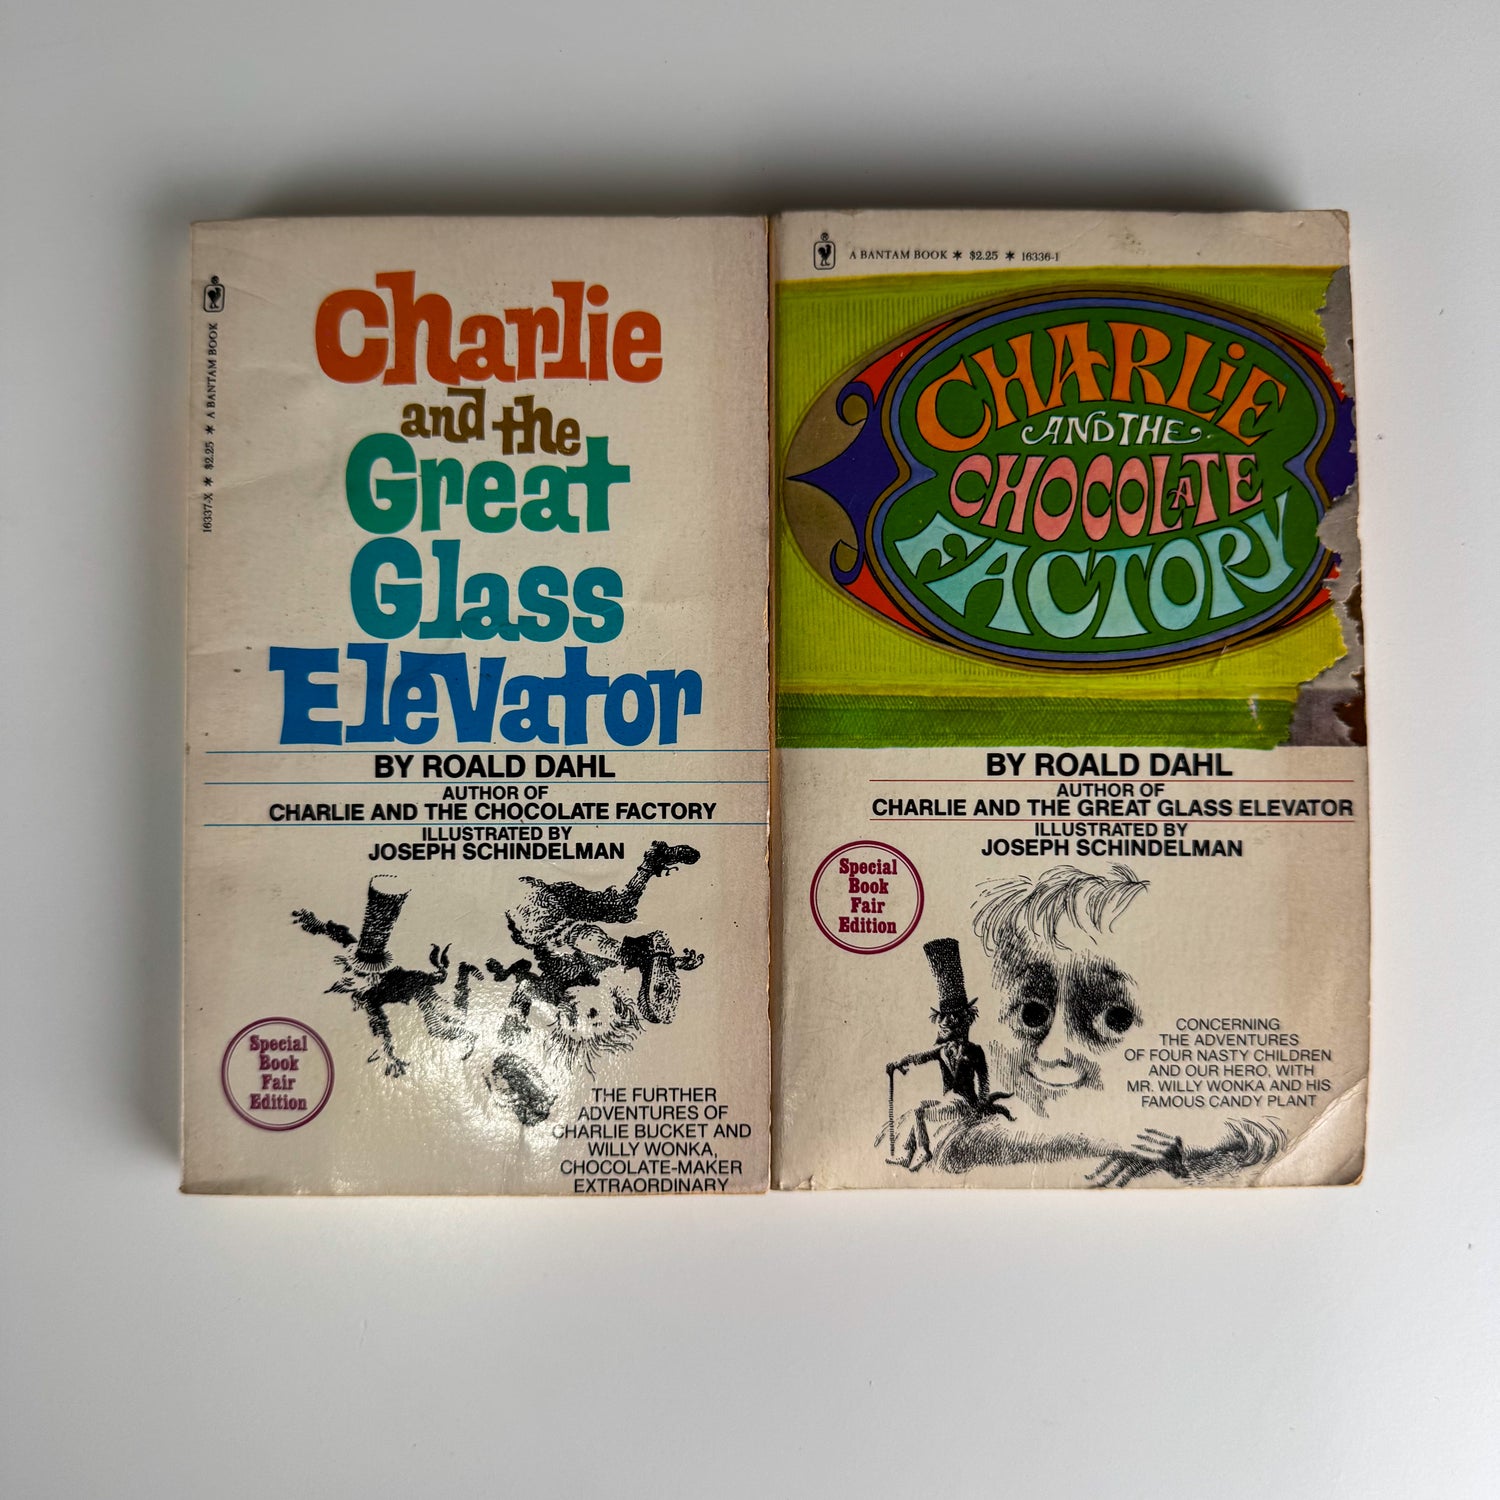 16337-X * $2.25 * A BANTAM BOOK
Charlie
and the
Great
Glass
Elevator
BY ROALD DAHL
AUTHOR OF
CHARLIE AND THE CHOCOLATE FACTORY
ILLUSTRATED BY
JOSEPH SCHINDELMAN
Special
Book
Fair
Edition
THE FURTHER
ADVENTURES OF
CHARLIE BUCKET AND
WILLY WONKA,
CHOCOLATE-MAKER
EXTRAORDINARY
A BANTAM BOOK * $2.25 * 16336-1
CHARLiE
AND THE
CHOCOLATE
FACTORY
BY ROALD DAHL
AUTHOR OF
CHARLIE AND THE GREAT GLASS ELEVATOR
ILLUSTRATED BY
JOSEPH SCHINDELMAN
Special
Book
Fair
Edition
CONCERNING
THE ADVENTURES
OF FOUR NASTY CHILDREN
AND OUR HERO, WITH
MR. WILLY WONKA AND HIS
FAMOUS CANDY PLANT